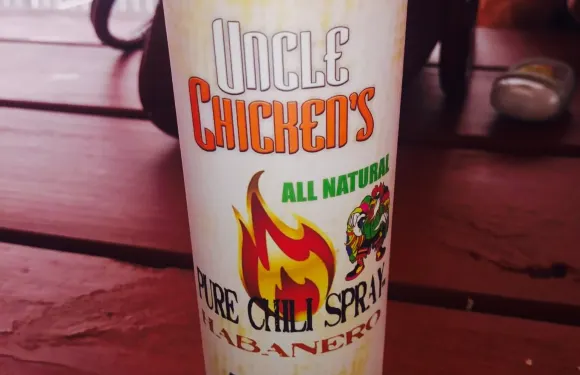 UNCLE
CHICKEN'S
ALL NATURAL
PURE CHILI SPRAY
HABANERO